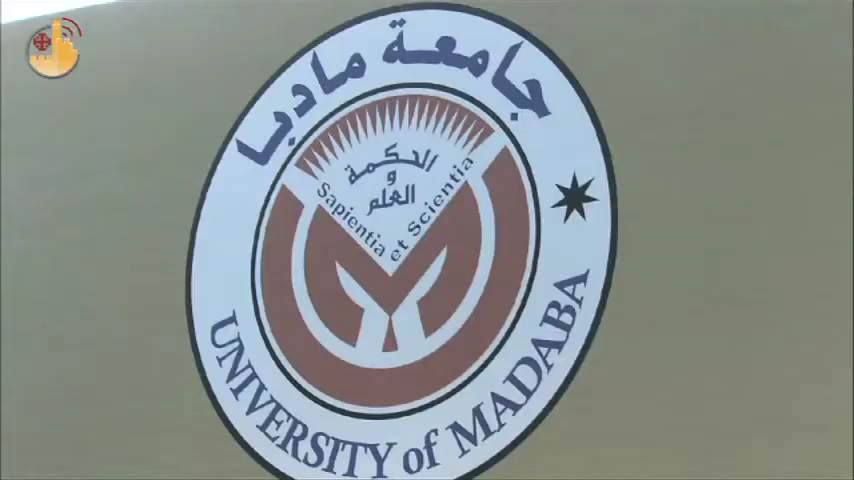 جامعة مادبا
الحكمة
و
العلم
Sapientia et Scientia
UNIVERSITY of MADABA